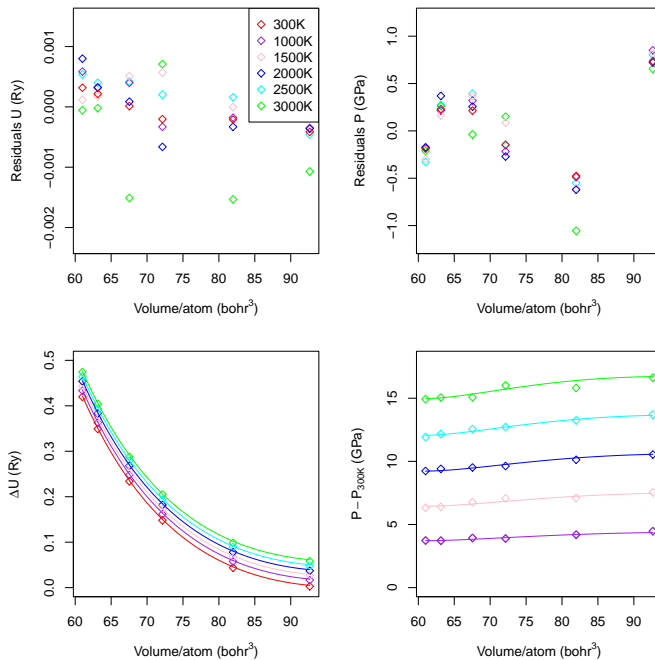 0.001
0.000
−0.001
−0.002
Residuals U (Ry)
60 65 70 75 80 85 90
Volume/atom (bohr³)
300K
1000K
1500K
2000K
2500K
3000K
1.0
0.5
0.0
−0.5
−1.0
Residuals P (GPa)
60 65 70 75 80 85 90
Volume/atom (bohr³)
0.5
0.4
0.3
0.2
0.1
0.0
ΔU (Ry)
60 65 70 75 80 85 90
Volume/atom (bohr³)
15
10
5
0
P − P300K (GPa)
60 65 70 75 80 85 90
Volume/atom (bohr³)